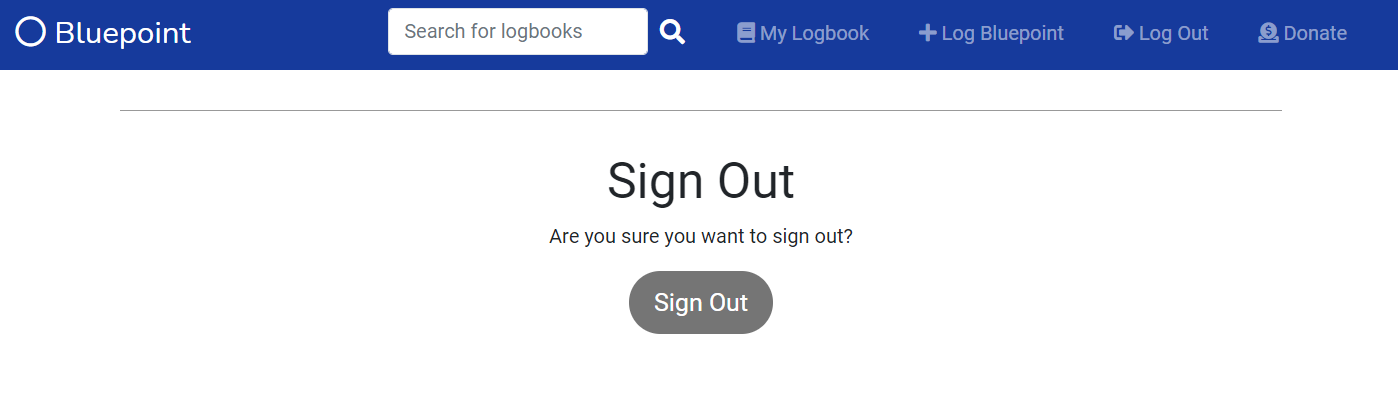 Bluepoint
Search for logbooks
My Logbook
Log Bluepoint
Log Out
Donate
Sign Out
Are you sure you want to sign out?
Sign Out